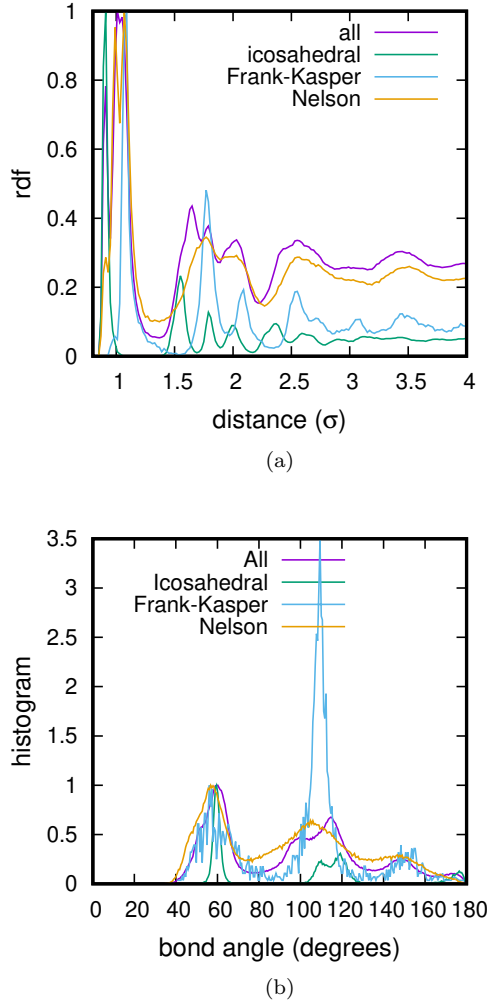 1
0.8
0.6
0.4
0.2
0
rdf
all
icosahedral
Frank-Kasper
Nelson
1 1.5 2 2.5 3 3.5 4
distance (σ)
(a)
3.5
3
2.5
2
1.5
1
0.5
0
histogram
All
Icosahedral
Frank-Kasper
Nelson
0 20 40 60 80 100 120 140 160 180
bond angle (degrees)
(b)